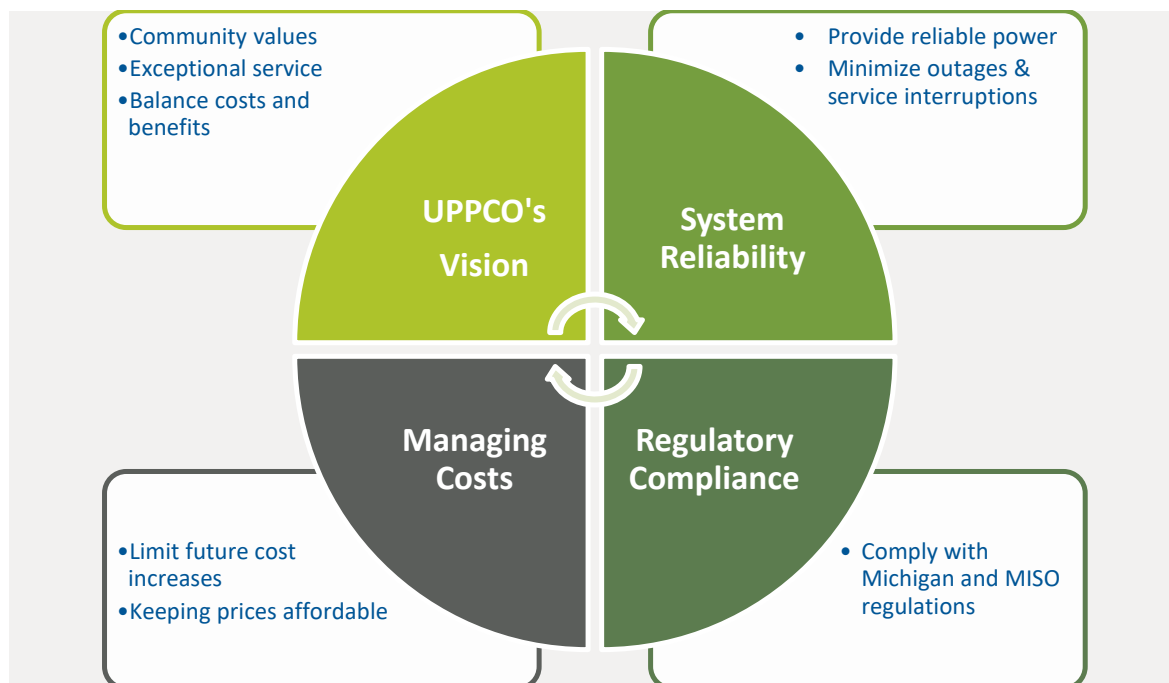 •Community values
•Exceptional service
•Balance costs and
benefits
• Provide reliable power
• Minimize outages &
service interruptions
UPPCO's
Vision
System
Reliability
Managing
Costs
Regulatory
Compliance
•Limit future cost
increases
•Keeping prices affordable
• Comply with
Michigan and MISO
regulations